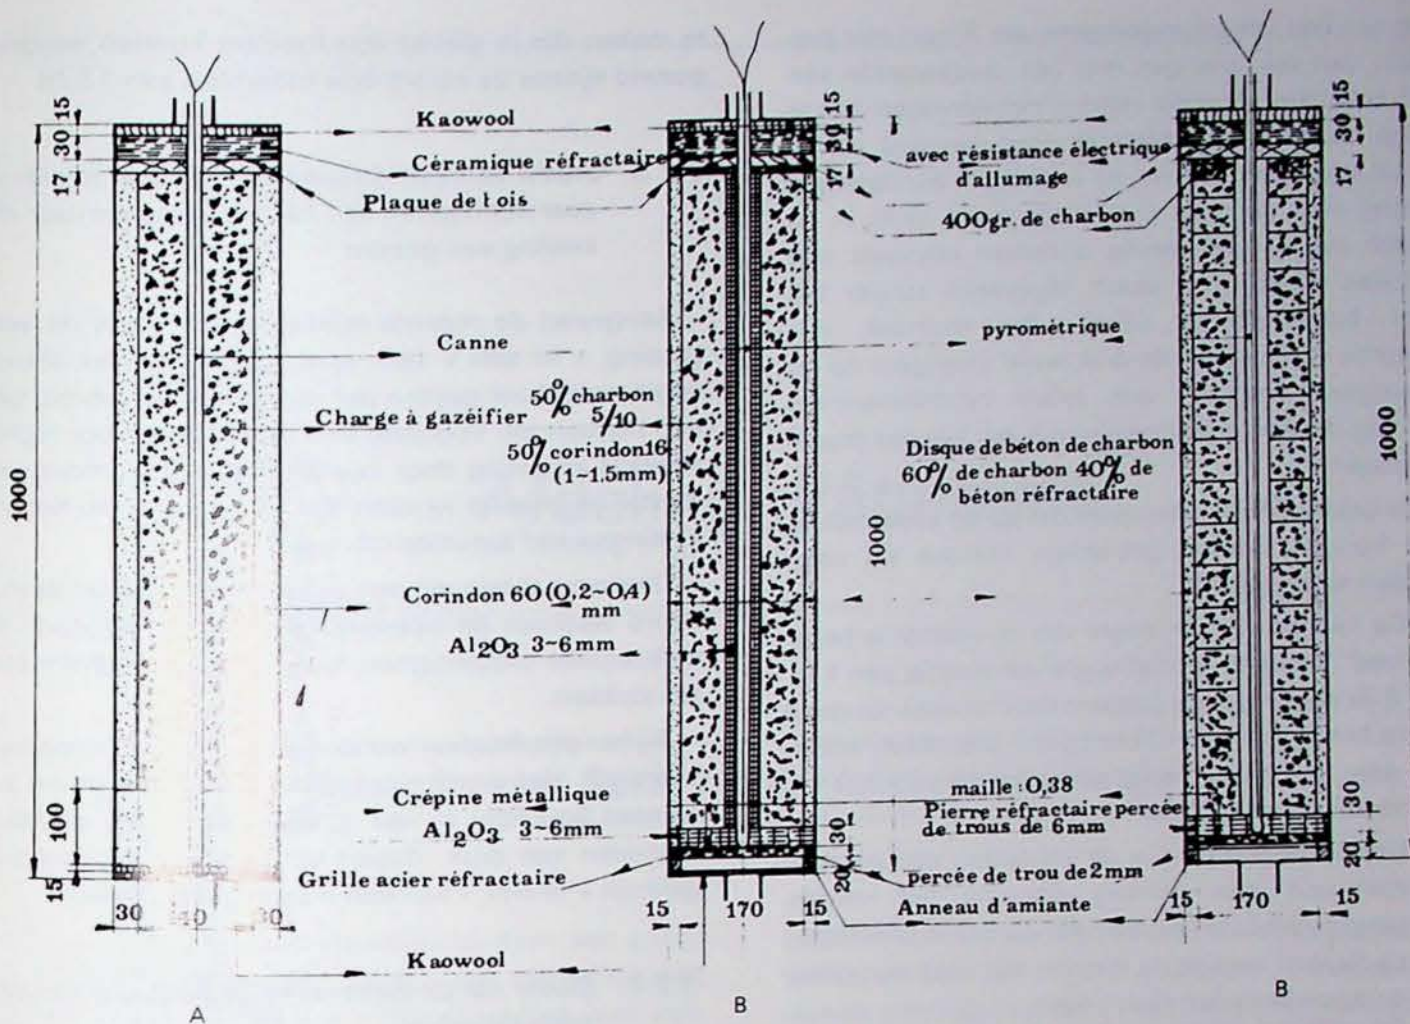 15
30
17
1000
100
15
30
30
A
Kaowool
Céramique réfractaire
Plaque de bois
Canne
Charge à gazéifier
50% charbon
5/10
50% corindon16
(1-1.5mm)
Corindon 60 (0,2-0,4)
mm
Al2O3 3-6mm
Crépine métallique
Al2O3 3-6mm
Grille acier réfractaire
Kaowool
15
30
17
1000
30
20
15 170 15
B
avec résistance électrique
d'allumage
400gr. de charbon
pyrométrique
Disque de béton de charbon
60% de charbon 40% de
béton réfractaire
maille : 0,38
Pierre réfractaire percée
de trous de 6mm
percée de trou de 2mm
Anneau d'amiante
15
30
17
1000
30
20
15 170 15
B